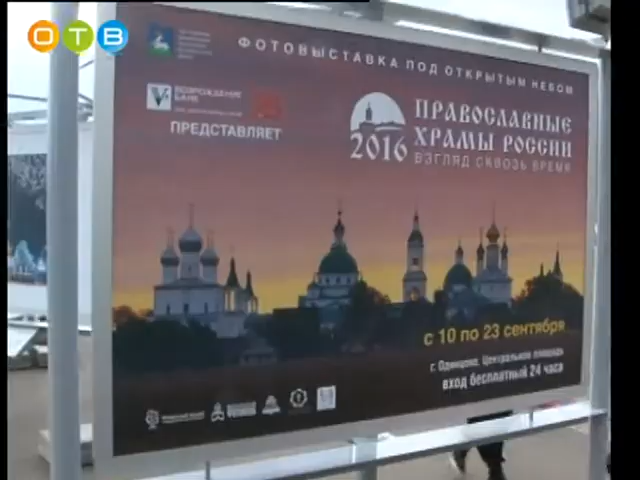 ОТВ
ФОТОВЫСТАВКА ПОД ОТКРЫТЫМ НЕБОМ
ВОЗРОЖДЕНИЕ
БАНК
ПРЕДСТАВЛЯЕТ
2016
ПРАВОСЛАВНЫЕ
ХРАМЫ РОССИИ
ВЗГЛЯД СКВОЗЬ ВРЕМЯ
с 10 по 23 сентября
г. Одинцово, Центральная площадь
вход бесплатный 24 часа